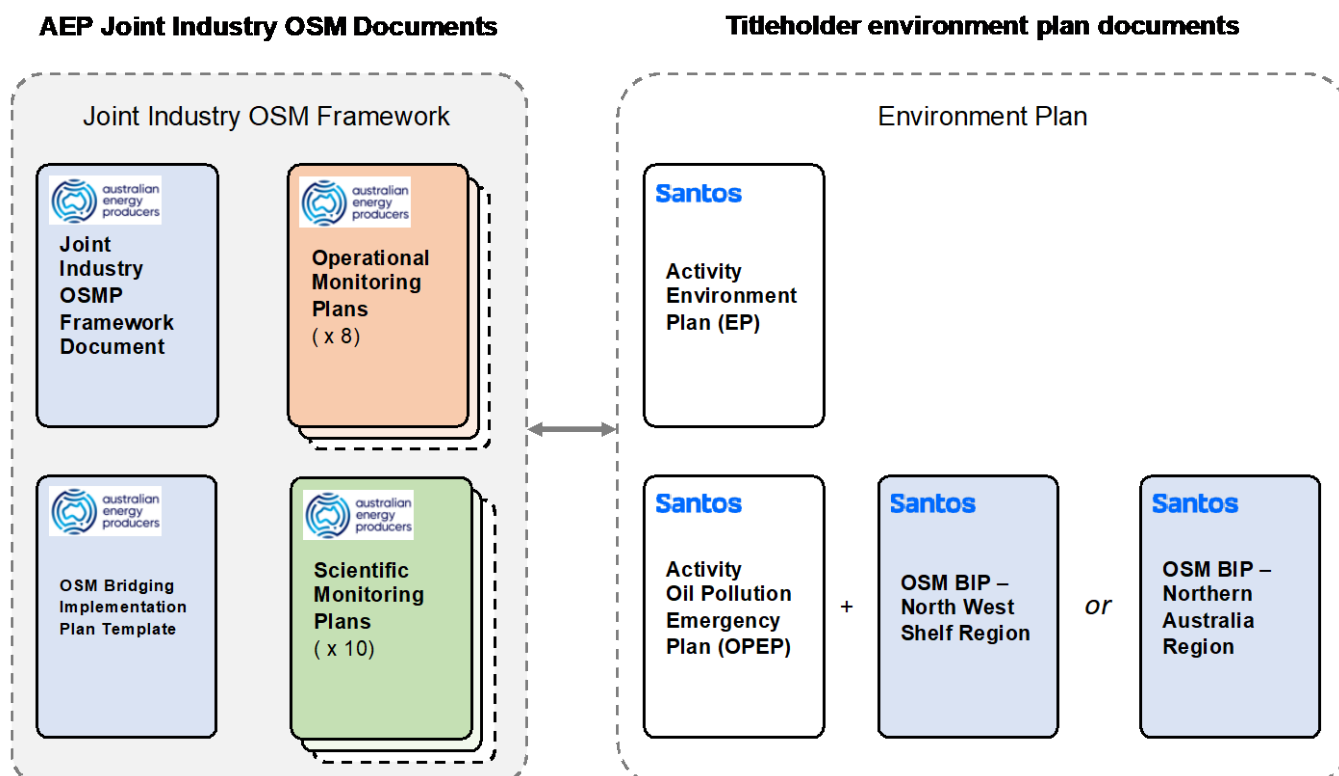 AEP Joint Industry OSM Documents
Titleholder environment plan documents
Joint Industry OSM Framework
australian
energy
producers
Joint
Industry
OSMP
Framework
Document
australian
energy
producers
Operational
Monitoring
Plans
( x 8)
australian
energy
producers
OSM Bridging
Implementation
Plan Template
australian
energy
producers
Scientific
Monitoring
Plans
( x 10)
Environment Plan
Santos
Activity
Environment
Plan (EP)
Santos
Activity
Oil Pollution
Emergency
Plan (OPEP)
+
Santos
OSM BIP –
North West
Shelf Region
or
Santos
OSM BIP –
Northern
Australia
Region